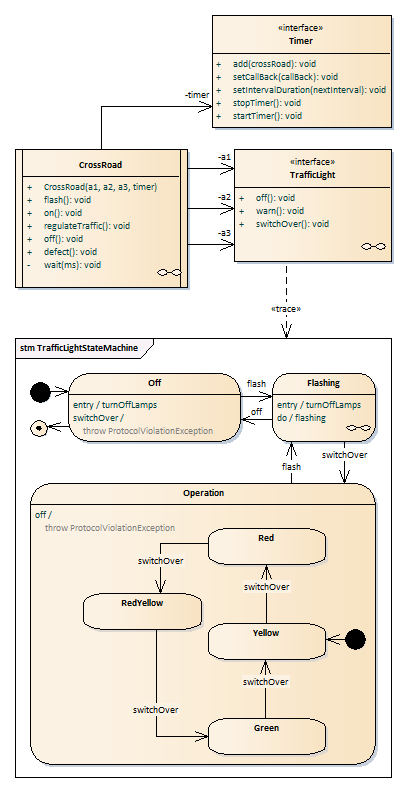 «interface»
Timer
+ add(crossRoad): void
+ setCallBack(callBack): void
+ setIntervalDuration(nextInterval): void
+ stopTimer(): void
+ startTimer(): void
-timer
CrossRoad
+ CrossRoad(a1, a2, a3, timer)
+ flash(): void
+ on(): void
+ regulateTraffic(): void
+ off(): void
+ defect(): void
- wait(ms): void
-a1
-a2
-a3
«interface»
TrafficLight
+ off(): void
+ warn(): void
+ switchOver(): void
«trace»
stm TrafficLightStateMachine
Off
entry / turnOffLamps
switchOver /
throw ProtocolViolationException
flash
off
Flashing
entry / turnOffLamps
do / flashing
flash
switchOver
Operation
off /
throw ProtocolViolationException
Red
switchOver
RedYellow
switchOver
Yellow
switchOver
switchOver
Green